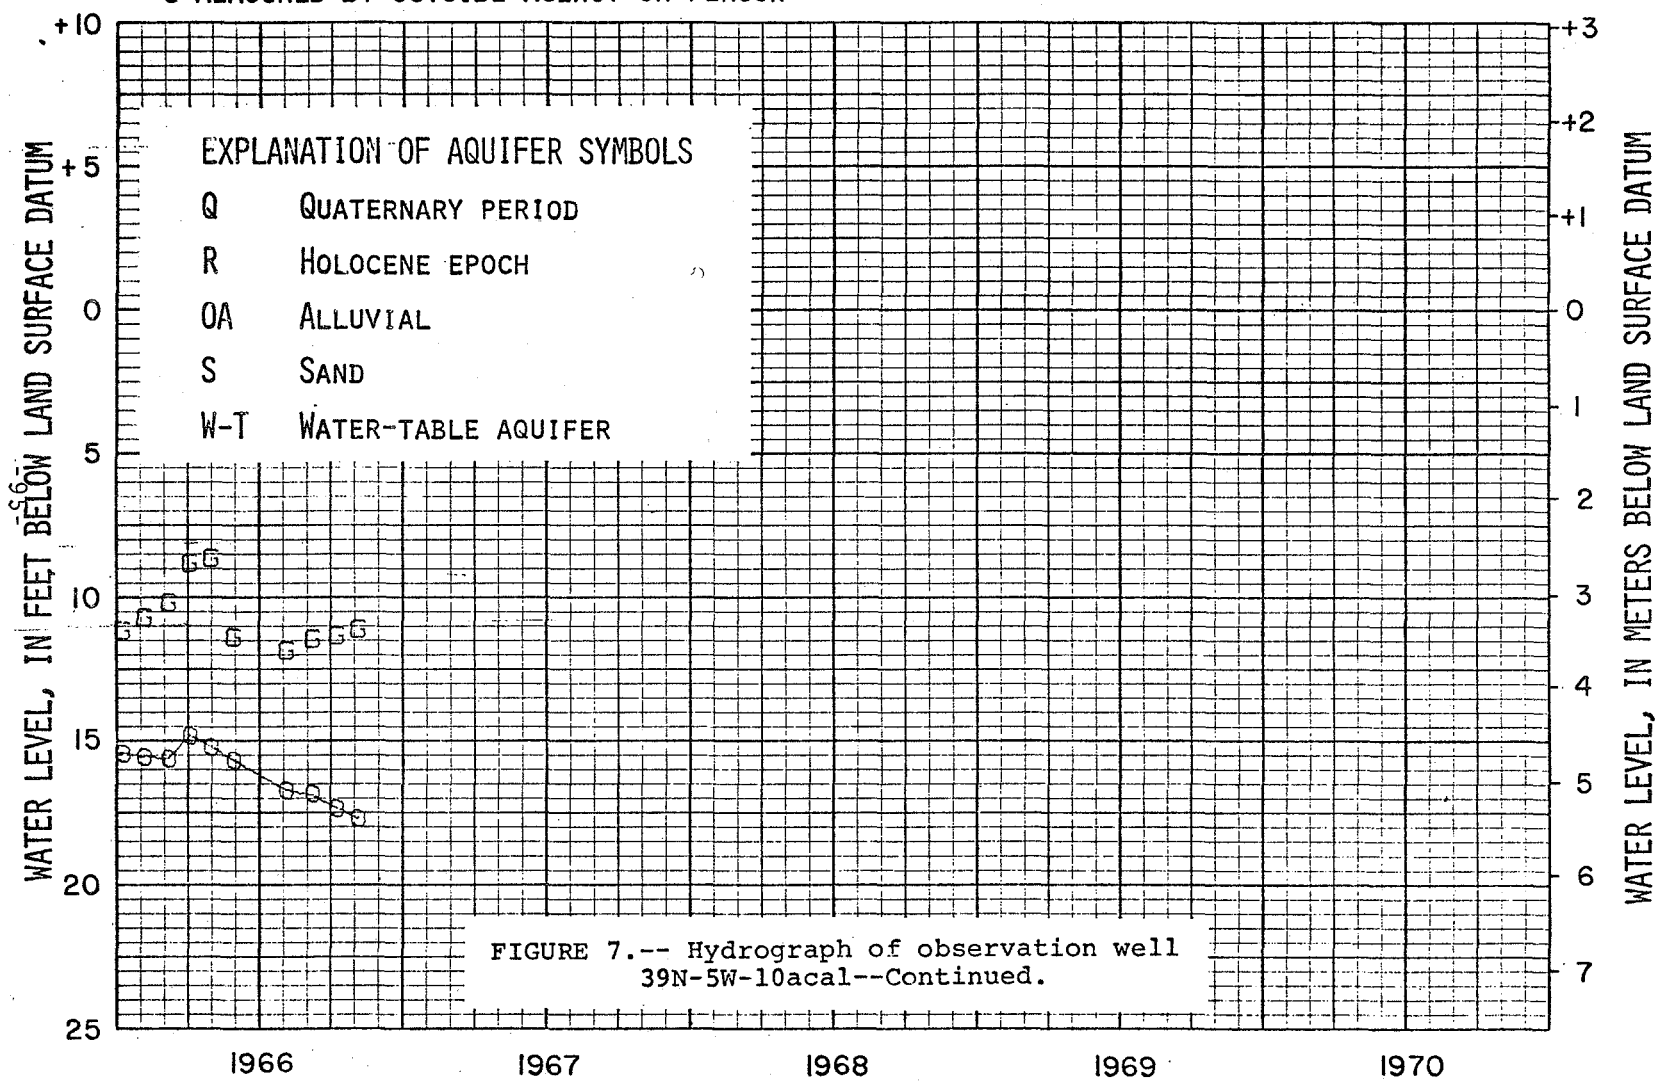 +10
+5
0
5
10
15
20
25
WATER LEVEL, IN FEET BELOW LAND SURFACE DATUM
-95-
EXPLANATION OF AQUIFER SYMBOLS
Q QUATERNARY PERIOD
R HOLOCENE EPOCH
OA ALLUVIAL
S SAND
W-T WATER-TABLE AQUIFER
G G G G G G G G G G
O O O O O O O O O O
FIGURE 7.-- Hydrograph of observation well
39N-5W-10acal--Continued.
+3
+2
+1
0
1
2
3
4
5
6
7
WATER LEVEL, IN METERS BELOW LAND SURFACE DATUM
1966 1967 1968 1969 1970